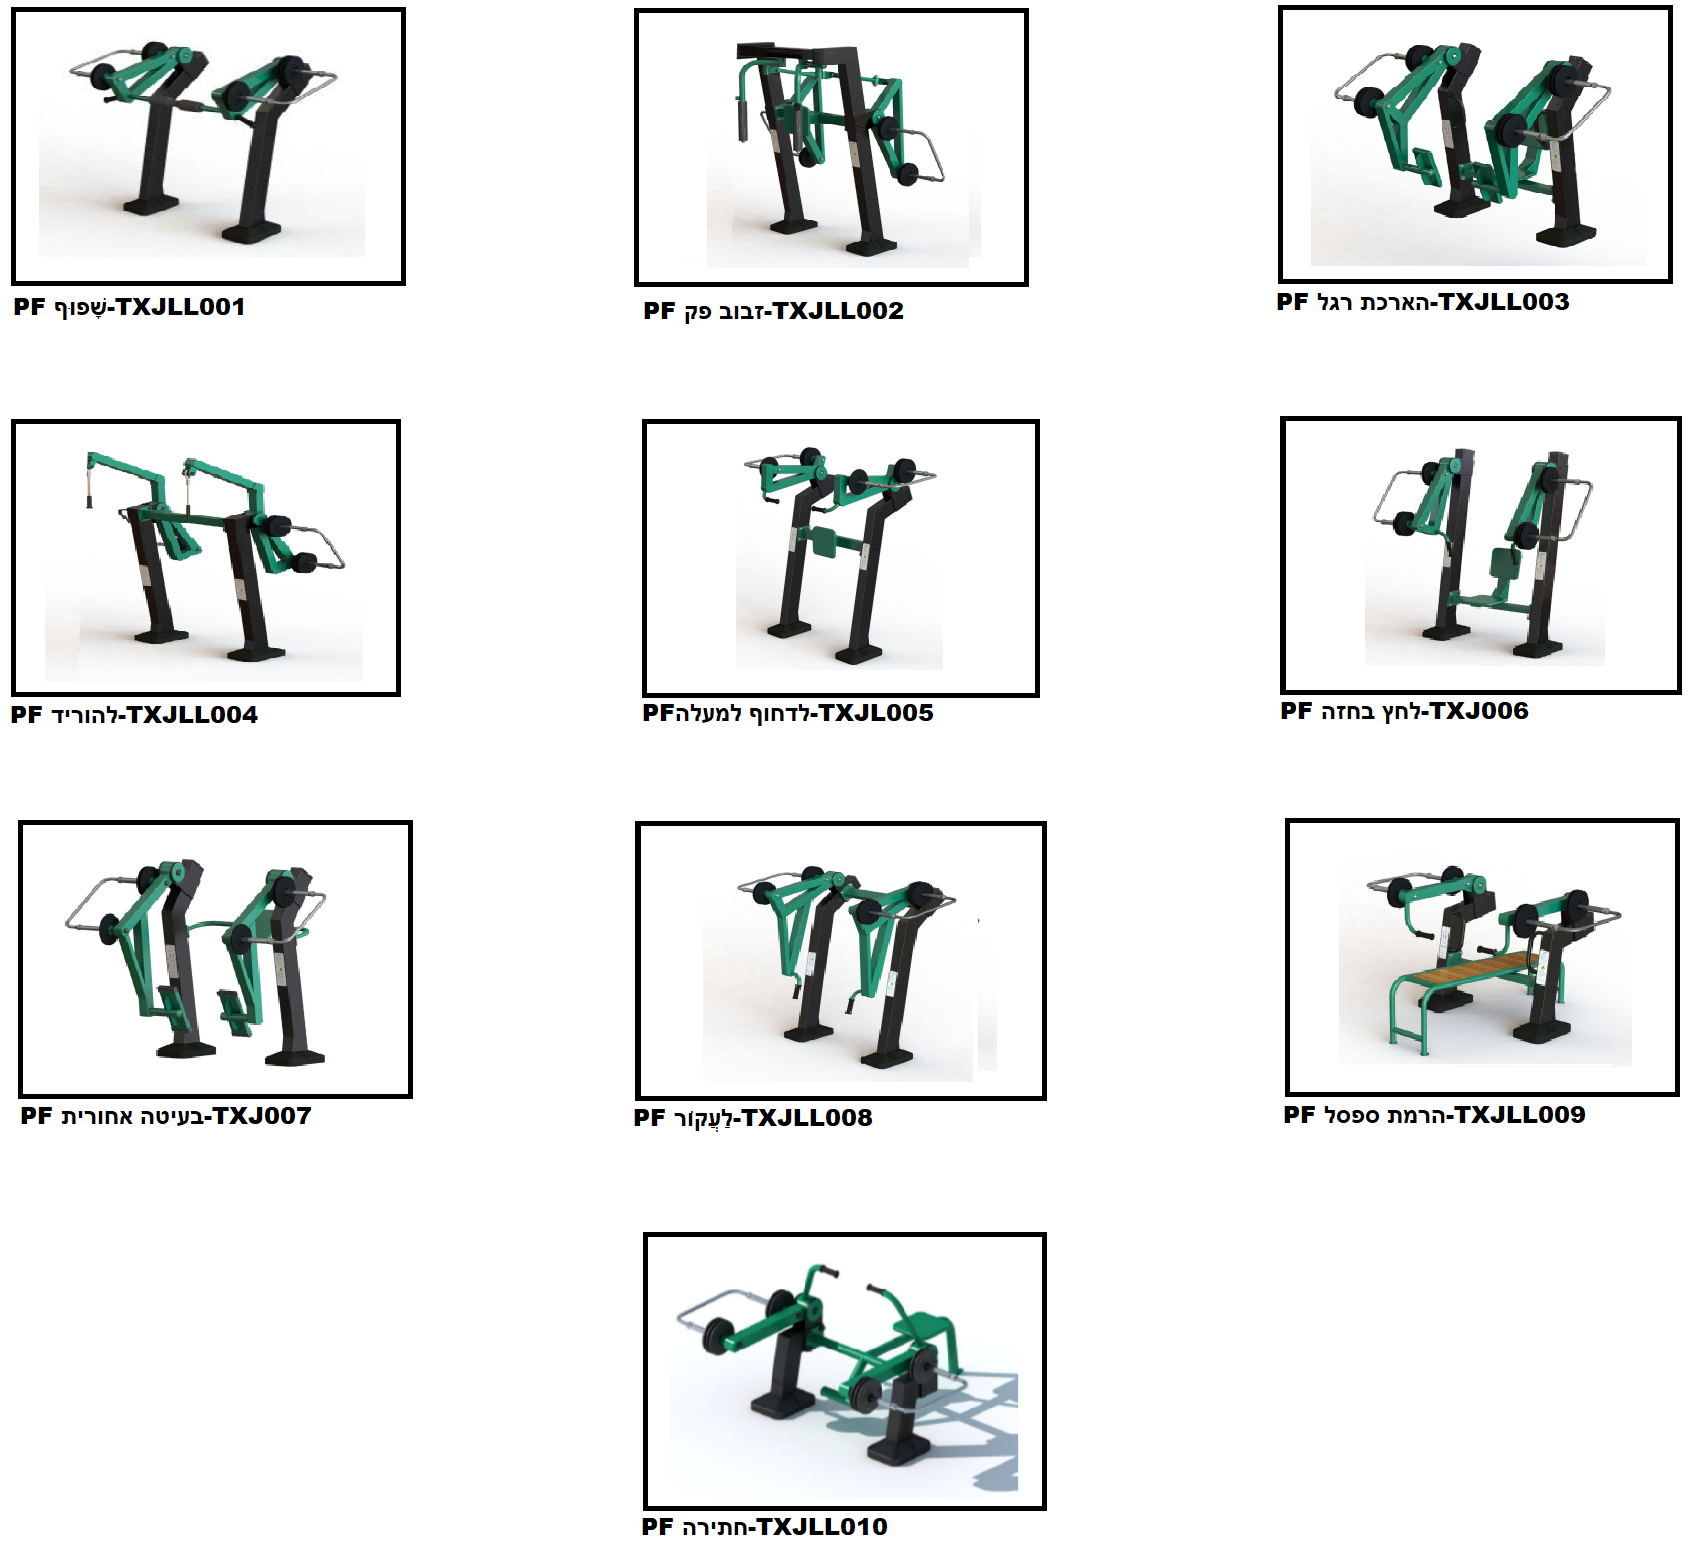 PF שָׁפוּף-TXJLL001
PF זבוב פק-TXJLL002
PF הארכת רגל-TXJLL003
PF להוריד-TXJLL004
PFלדחוף למעלה-TXJL005
PF לחץ בחזה-TXJ006
PF בעיטה אחורית-TXJ007
PF לַעֲקוֹר-TXJLL008
PF הרמת ספסל-TXJLL009
PF חתירה-TXJLL010